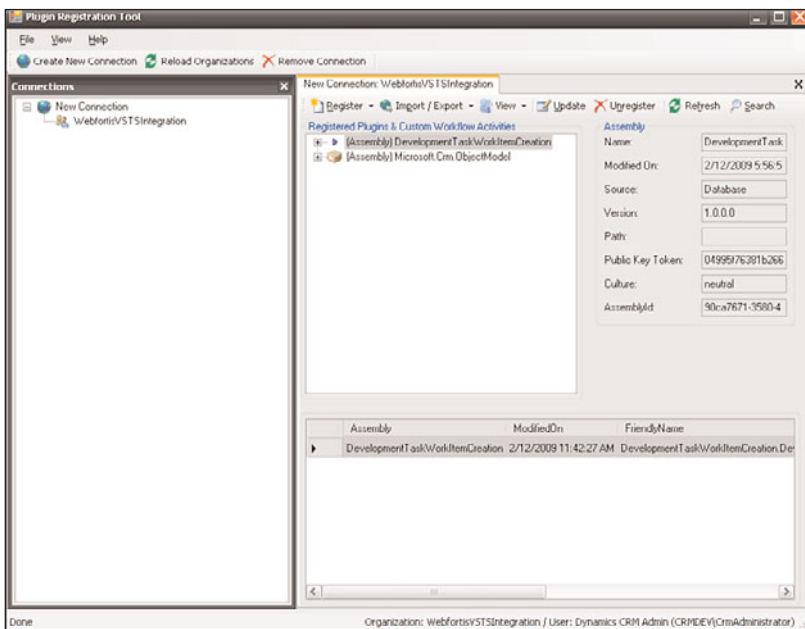 Plugin Registration Tool
File View Help
Create New Connection Reload Organizations Remove Connection
Connections
New Connection
WebfortisVSTSIntegration
New Connection: WebfortisVSTSIntegration
Register Import / Export View Update Unregister Refresh Search
Registered Plugins & Custom Workflow Activities
(Assembly) DevelopmentTaskWorkItemCreation
(Assembly) Microsoft.Crm.ObjectModel
Assembly
Name: DevelopmentTask
Modified On: 2/12/2009 5:56:5
Source: Database
Version: 1.0.0.0
Path:
Public Key Token: 04995f76381b266
Culture: neutral
AssemblyId: 90ca7671-3580-4
Assembly ModifiedOn FriendlyName
DevelopmentTaskWorkItemCreation 2/12/2009 11:42:27 AM DevelopmentTaskWorkItemCreation.De
Done Organization: WebfortisVSTSIntegration / User: Dynamics CRM Admin (CRMDEV\CrmAdministrator)